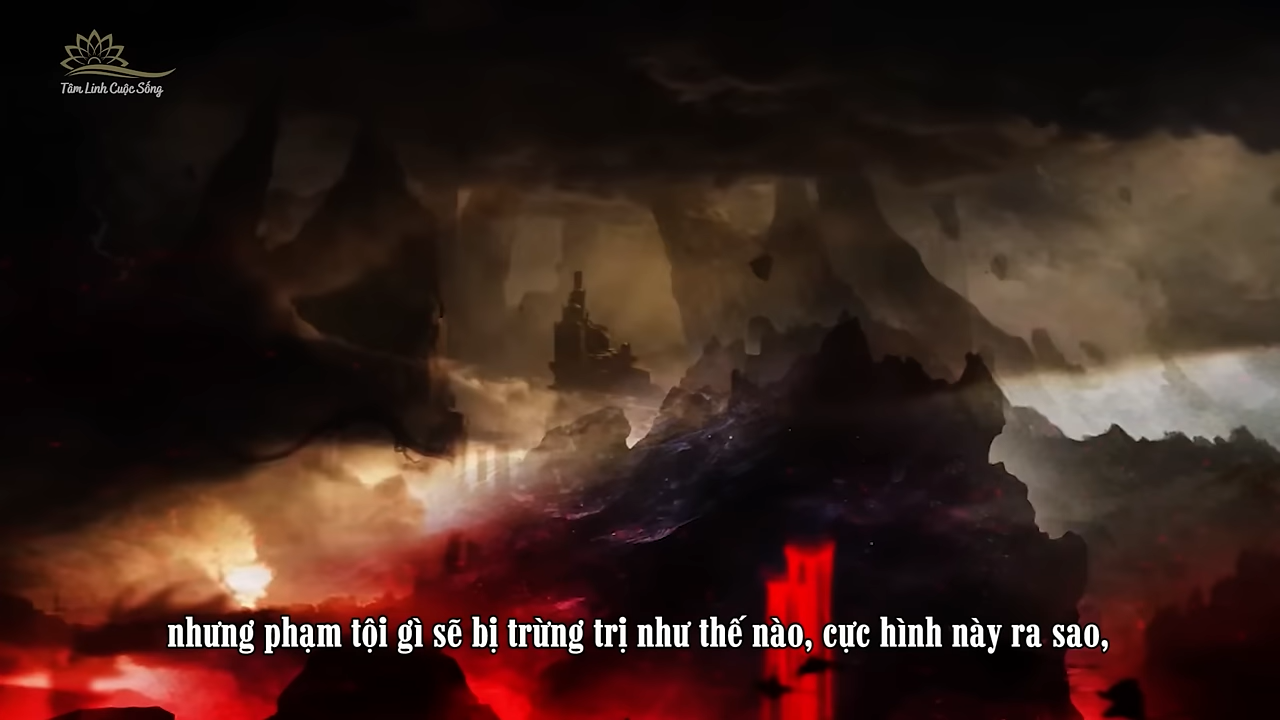 Tâm Linh Cuộc Sống
nhưng phạm tội gì sẽ bị trừng trị như thế nào, cực hình này ra sao,